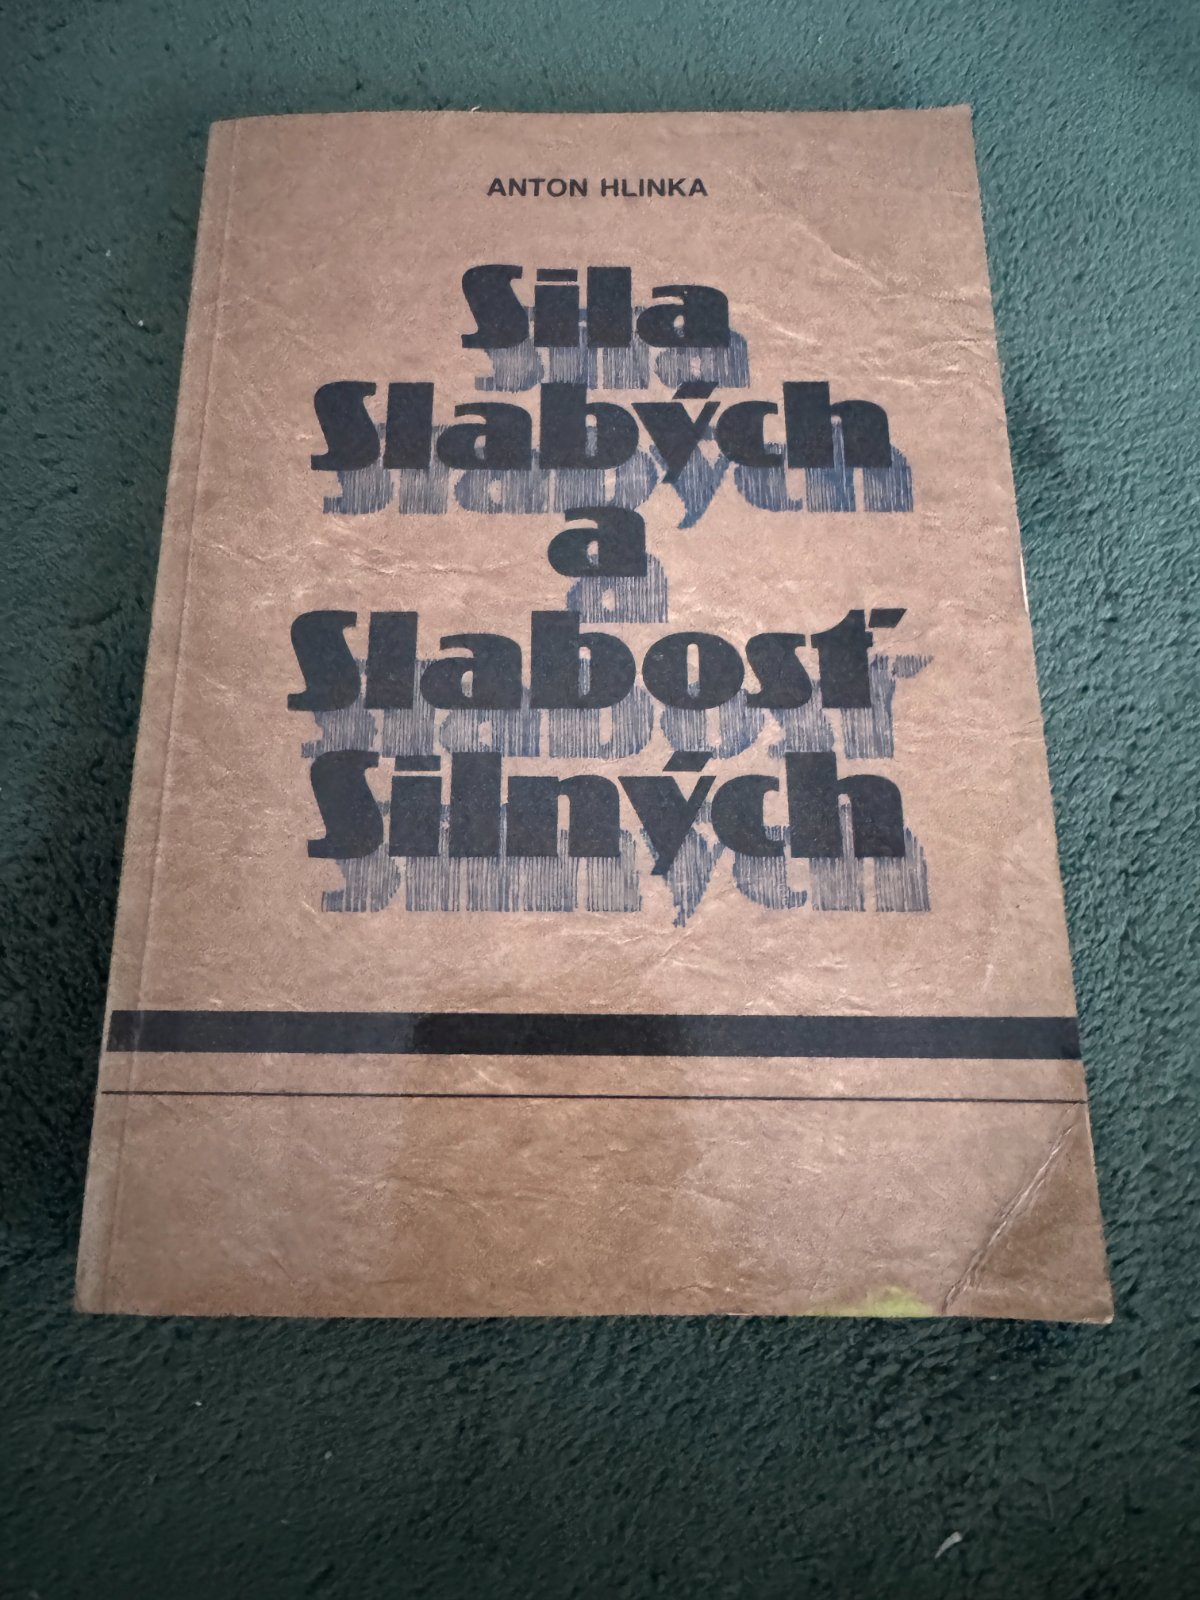 ANTON HLINKA
Sila
Slabých
a
Slabosť
Silných